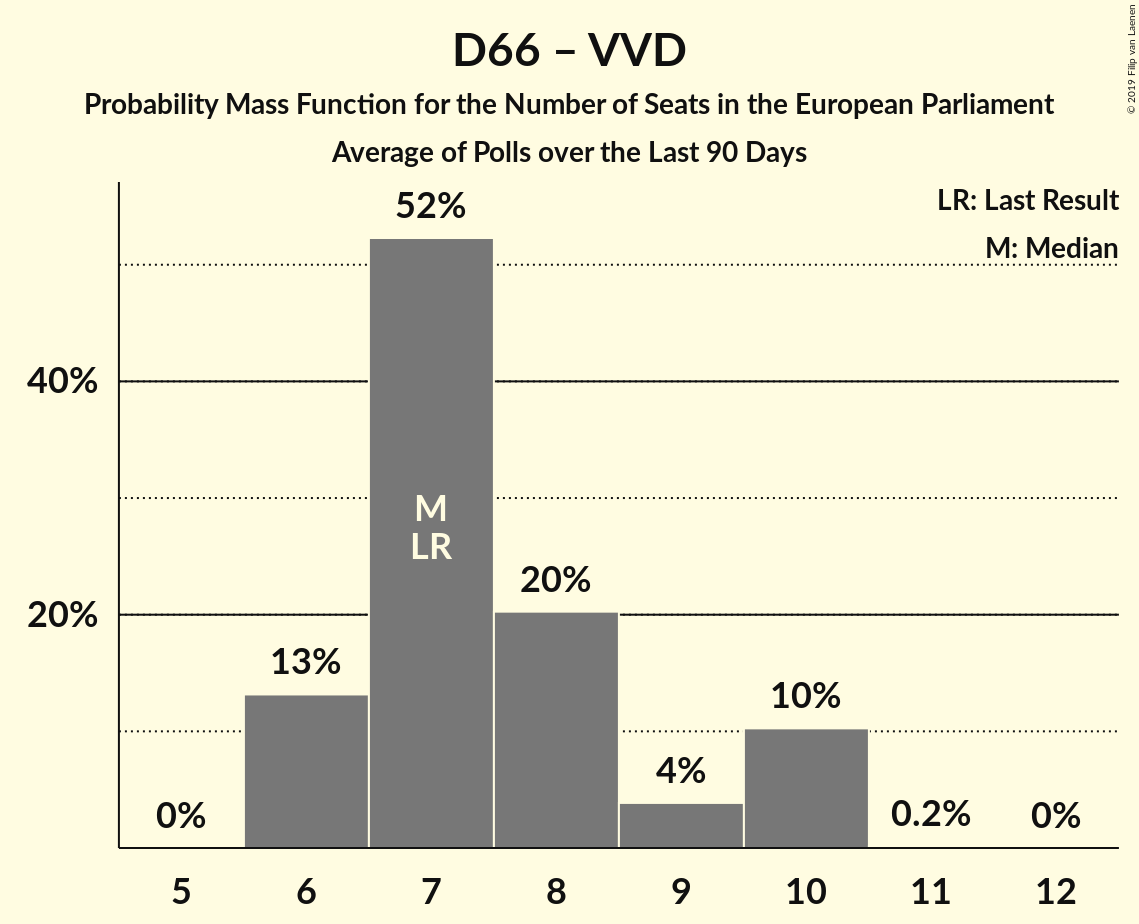 D66 – VVD
Probability Mass Function for the Number of Seats in the European Parliament
Average of Polls over the Last 90 Days
© 2019 Filip van Laenen
LR: Last Result
M: Median
52%
40%
M
LR
20%
20%
13%
10%
4%
0%
0.2%
0%
5 6 7 8 9 10 11 12